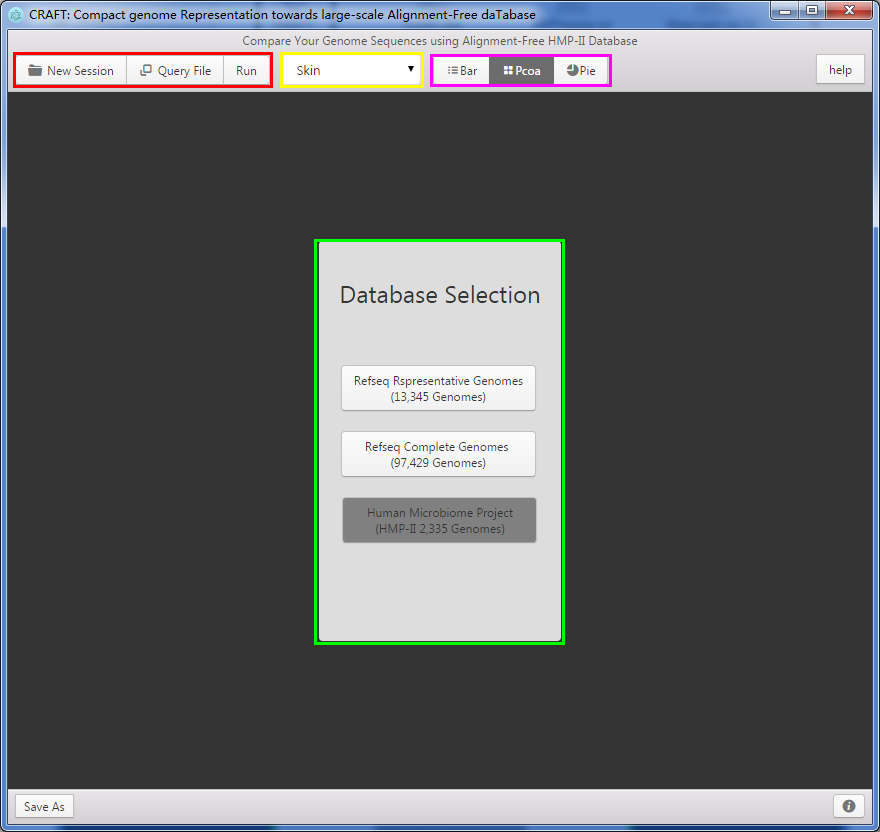 CRAFT: Compact genome Representation towards large-scale Alignment-Free daTabase
Compare Your Genome Sequences using Alignment-Free HMP-II Database
New Session Query File Run Skin Bar Pcoa Pie help
Database Selection
Refseq Rspresentative Genomes
(13,345 Genomes)
Refseq Complete Genomes
(97,429 Genomes)
Human Microbiome Project
(HMP-II 2,335 Genomes)
Save As